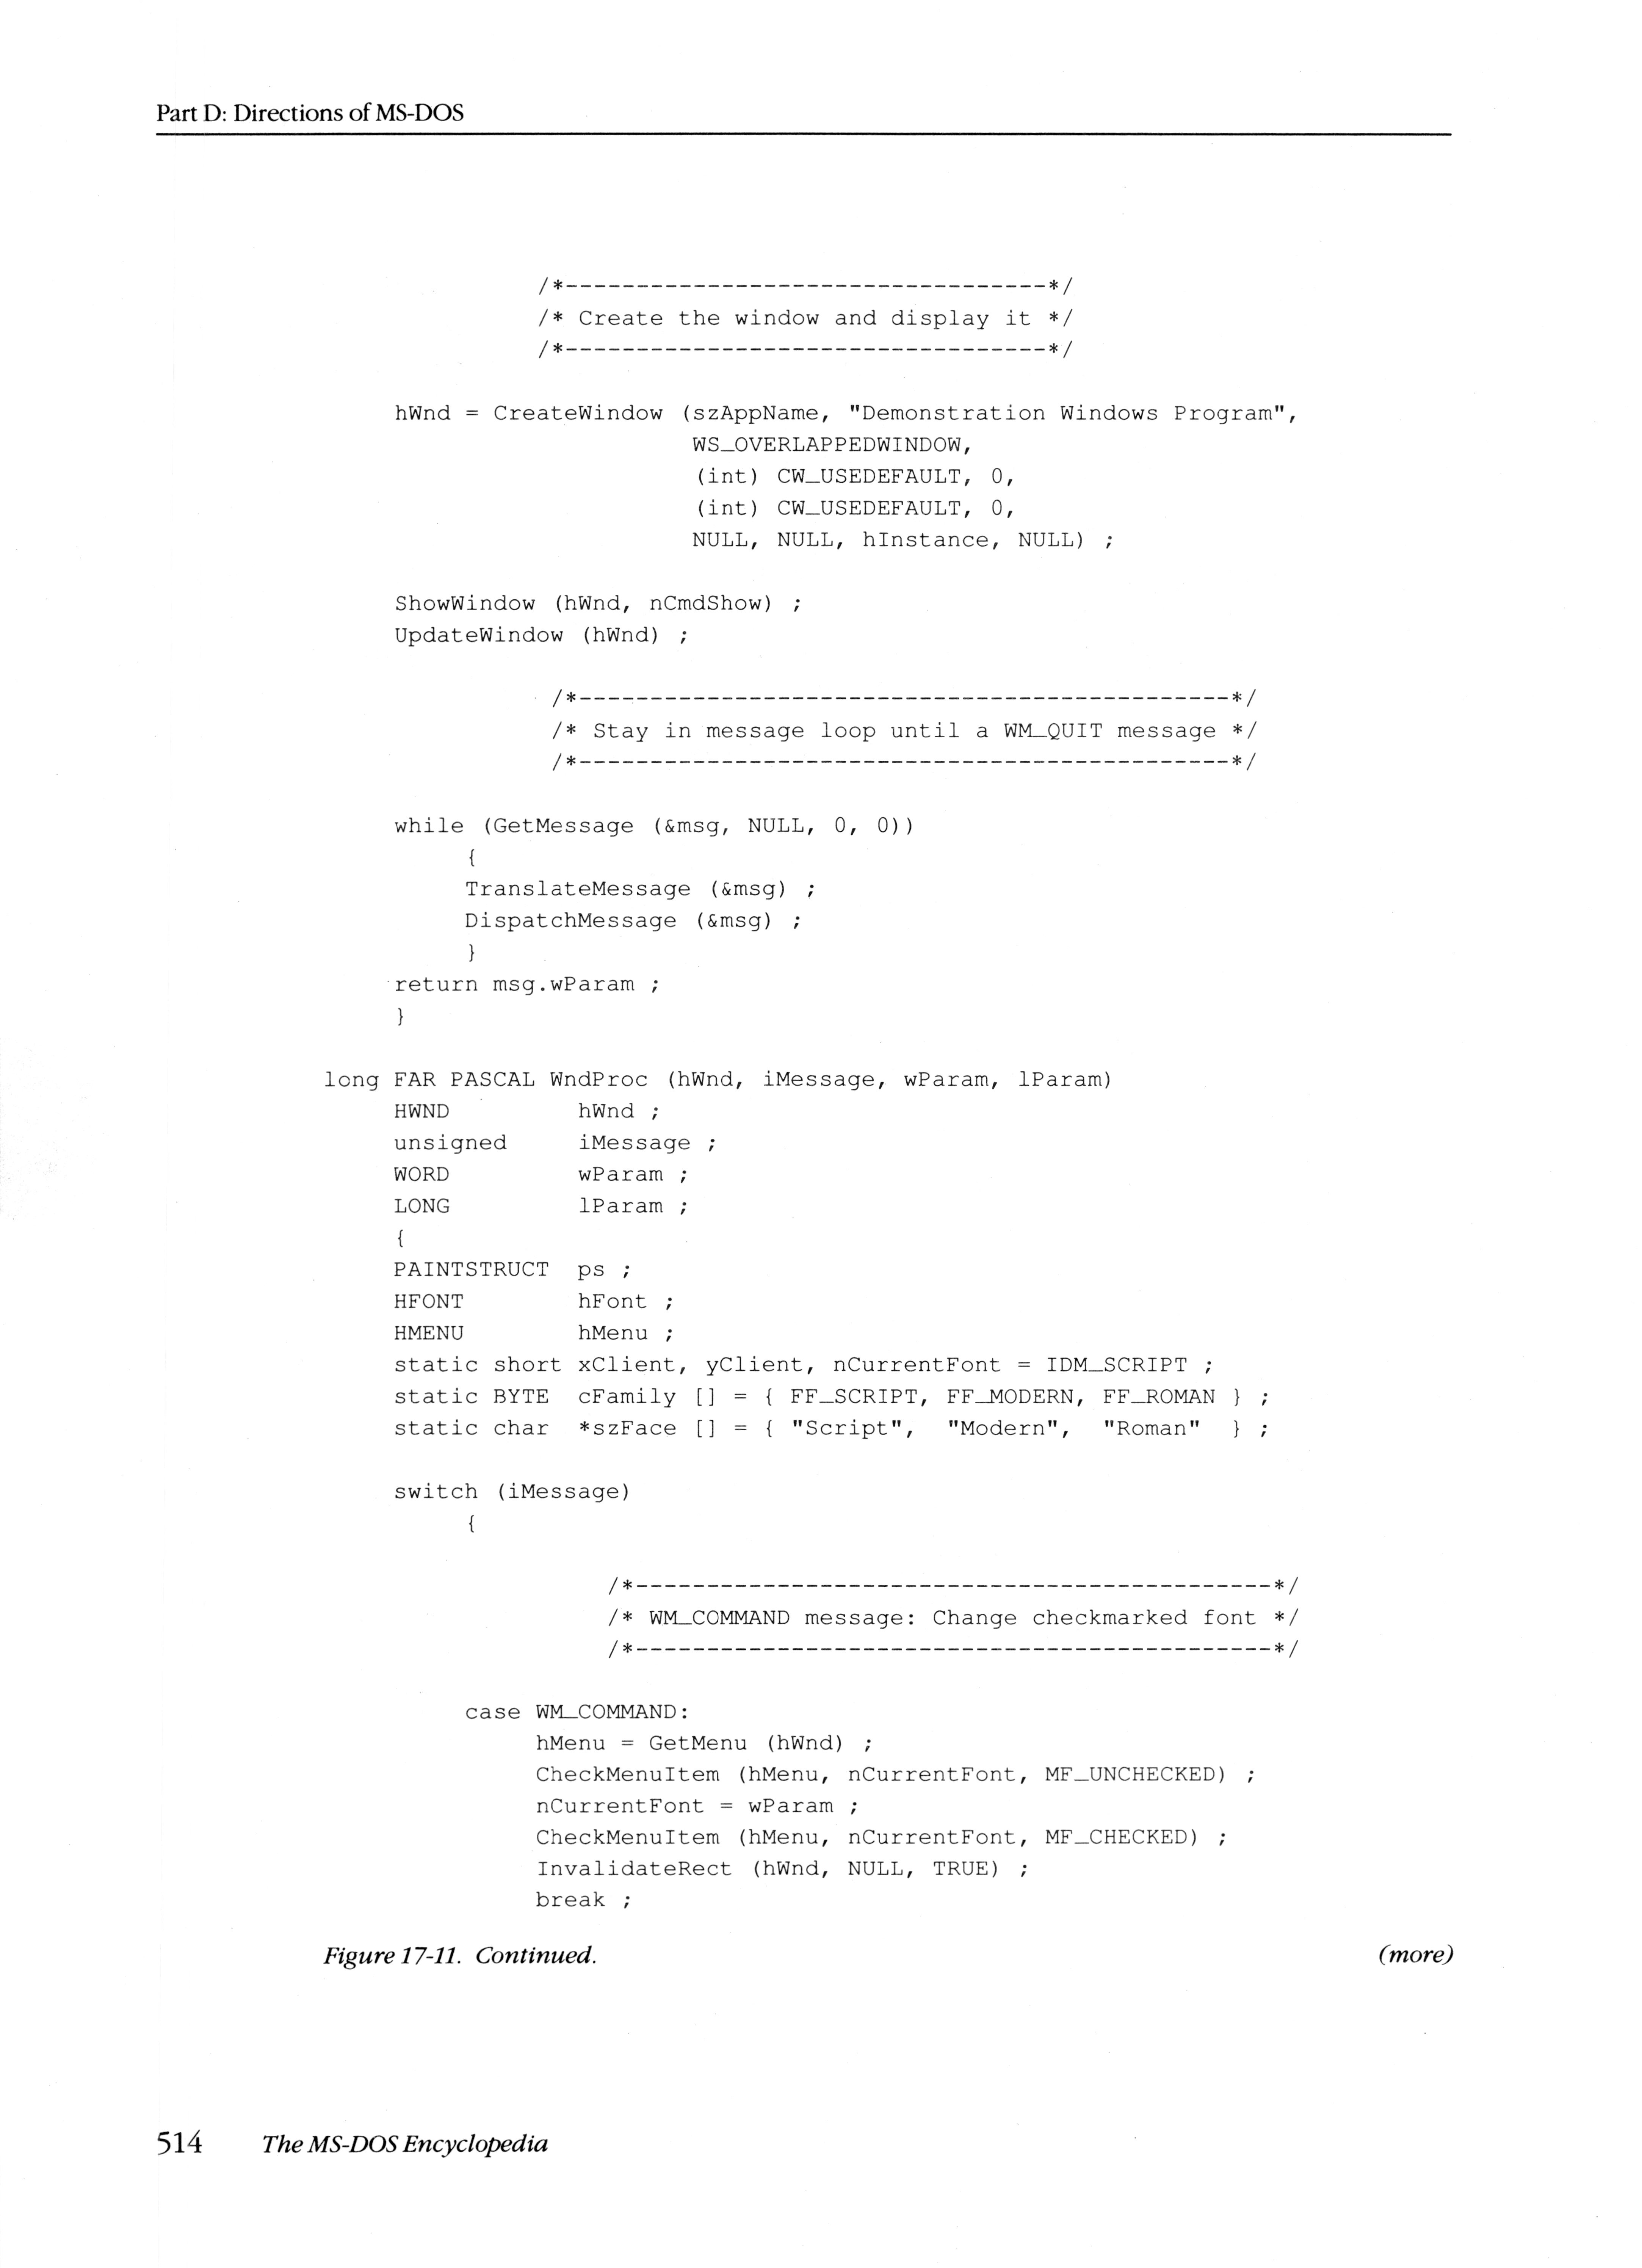 Part D: Directions of MS-DOS
/*----------------------------------*/
/* Create the window and display it */
/*----------------------------------*/
hWnd = CreateWindow (szAppName, "Demonstration Windows Program",
WS_OVERLAPPEDWINDOW,
(int) CW_USEDEFAULT, 0,
(int) CW_USEDEFAULT, 0,
NULL, NULL, hInstance, NULL) ;
ShowWindow (hWnd, nCmdShow) ;
UpdateWindow (hWnd) ;
/*----------------------------------------------*/
/* Stay in message loop until a WM_QUIT message */
/*----------------------------------------------*/
while (GetMessage (&msg, NULL, 0, 0))
{
TranslateMessage (&msg) ;
DispatchMessage (&msg) ;
}
return msg.wParam ;
}
long FAR PASCAL WndProc (hWnd, iMessage, wParam, lParam)
HWND hWnd ;
unsigned iMessage ;
WORD wParam ;
LONG lParam ;
{
PAINTSTRUCT ps ;
HFONT hFont ;
HMENU hMenu ;
static short xClient, yClient, nCurrentFont = IDM_SCRIPT ;
static BYTE cFamily [] = { FF_SCRIPT, FF_MODERN, FF_ROMAN } ;
static char *szFace [] = { "Script", "Modern", "Roman" } ;
switch (iMessage)
{
/*---------------------------------------------*/
/* WM_COMMAND message: Change checkmarked font */
/*---------------------------------------------*/
case WM_COMMAND:
hMenu = GetMenu (hWnd) ;
CheckMenuItem (hMenu, nCurrentFont, MF_UNCHECKED) ;
nCurrentFont = wParam ;
CheckMenuItem (hMenu, nCurrentFont, MF_CHECKED) ;
InvalidateRect (hWnd, NULL, TRUE) ;
break ;
Figure 17-11. Continued. (more)
514 The MS-DOS Encyclopedia